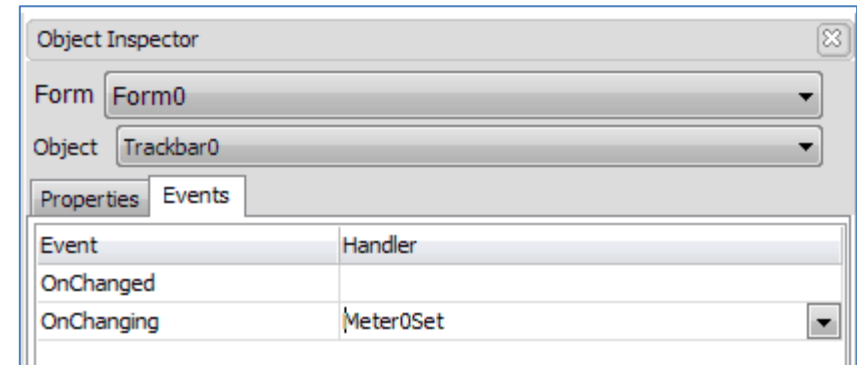 Object Inspector
Form Form0
Object Trackbar0
Properties Events
Event Handler
OnChanged
OnChanging Meter0Set